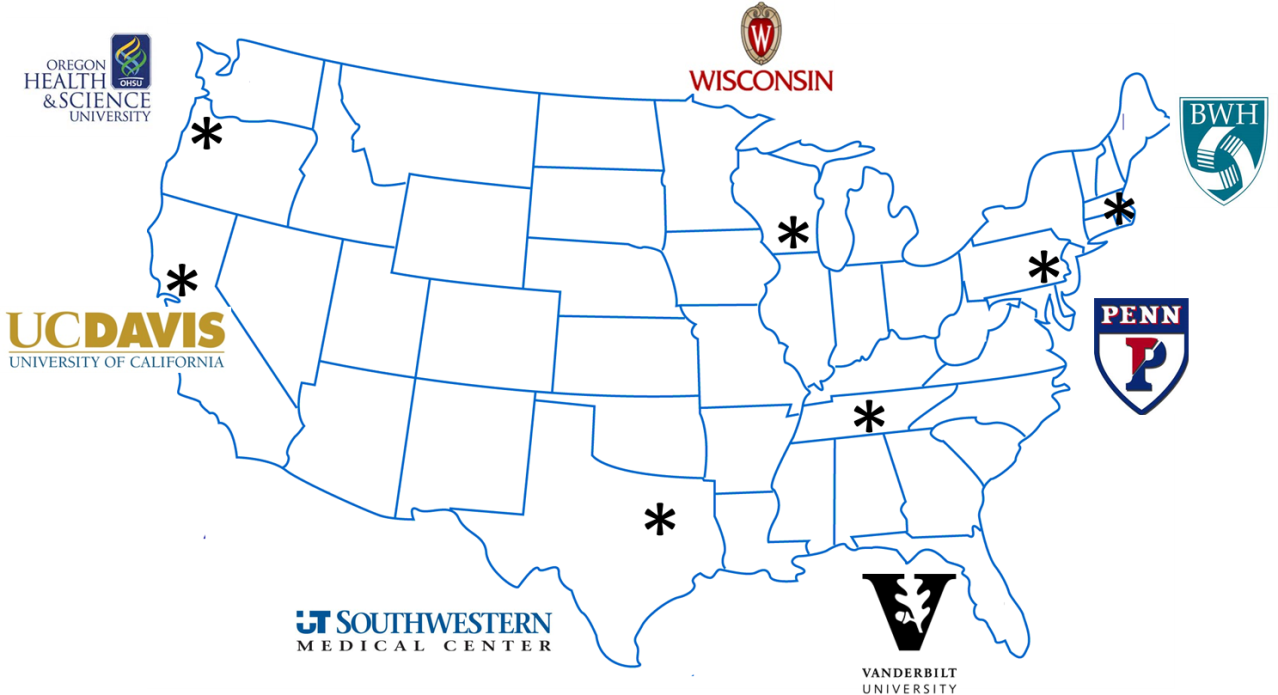 W
WISCONSIN
OREGON
HEALTH
& SCIENCE
UNIVERSITY
OHSU
BWH
UCDAVIS
UNIVERSITY OF CALIFORNIA
PENN
P
UT SOUTHWESTERN
MEDICAL CENTER
V
VANDERBILT
UNIVERSITY